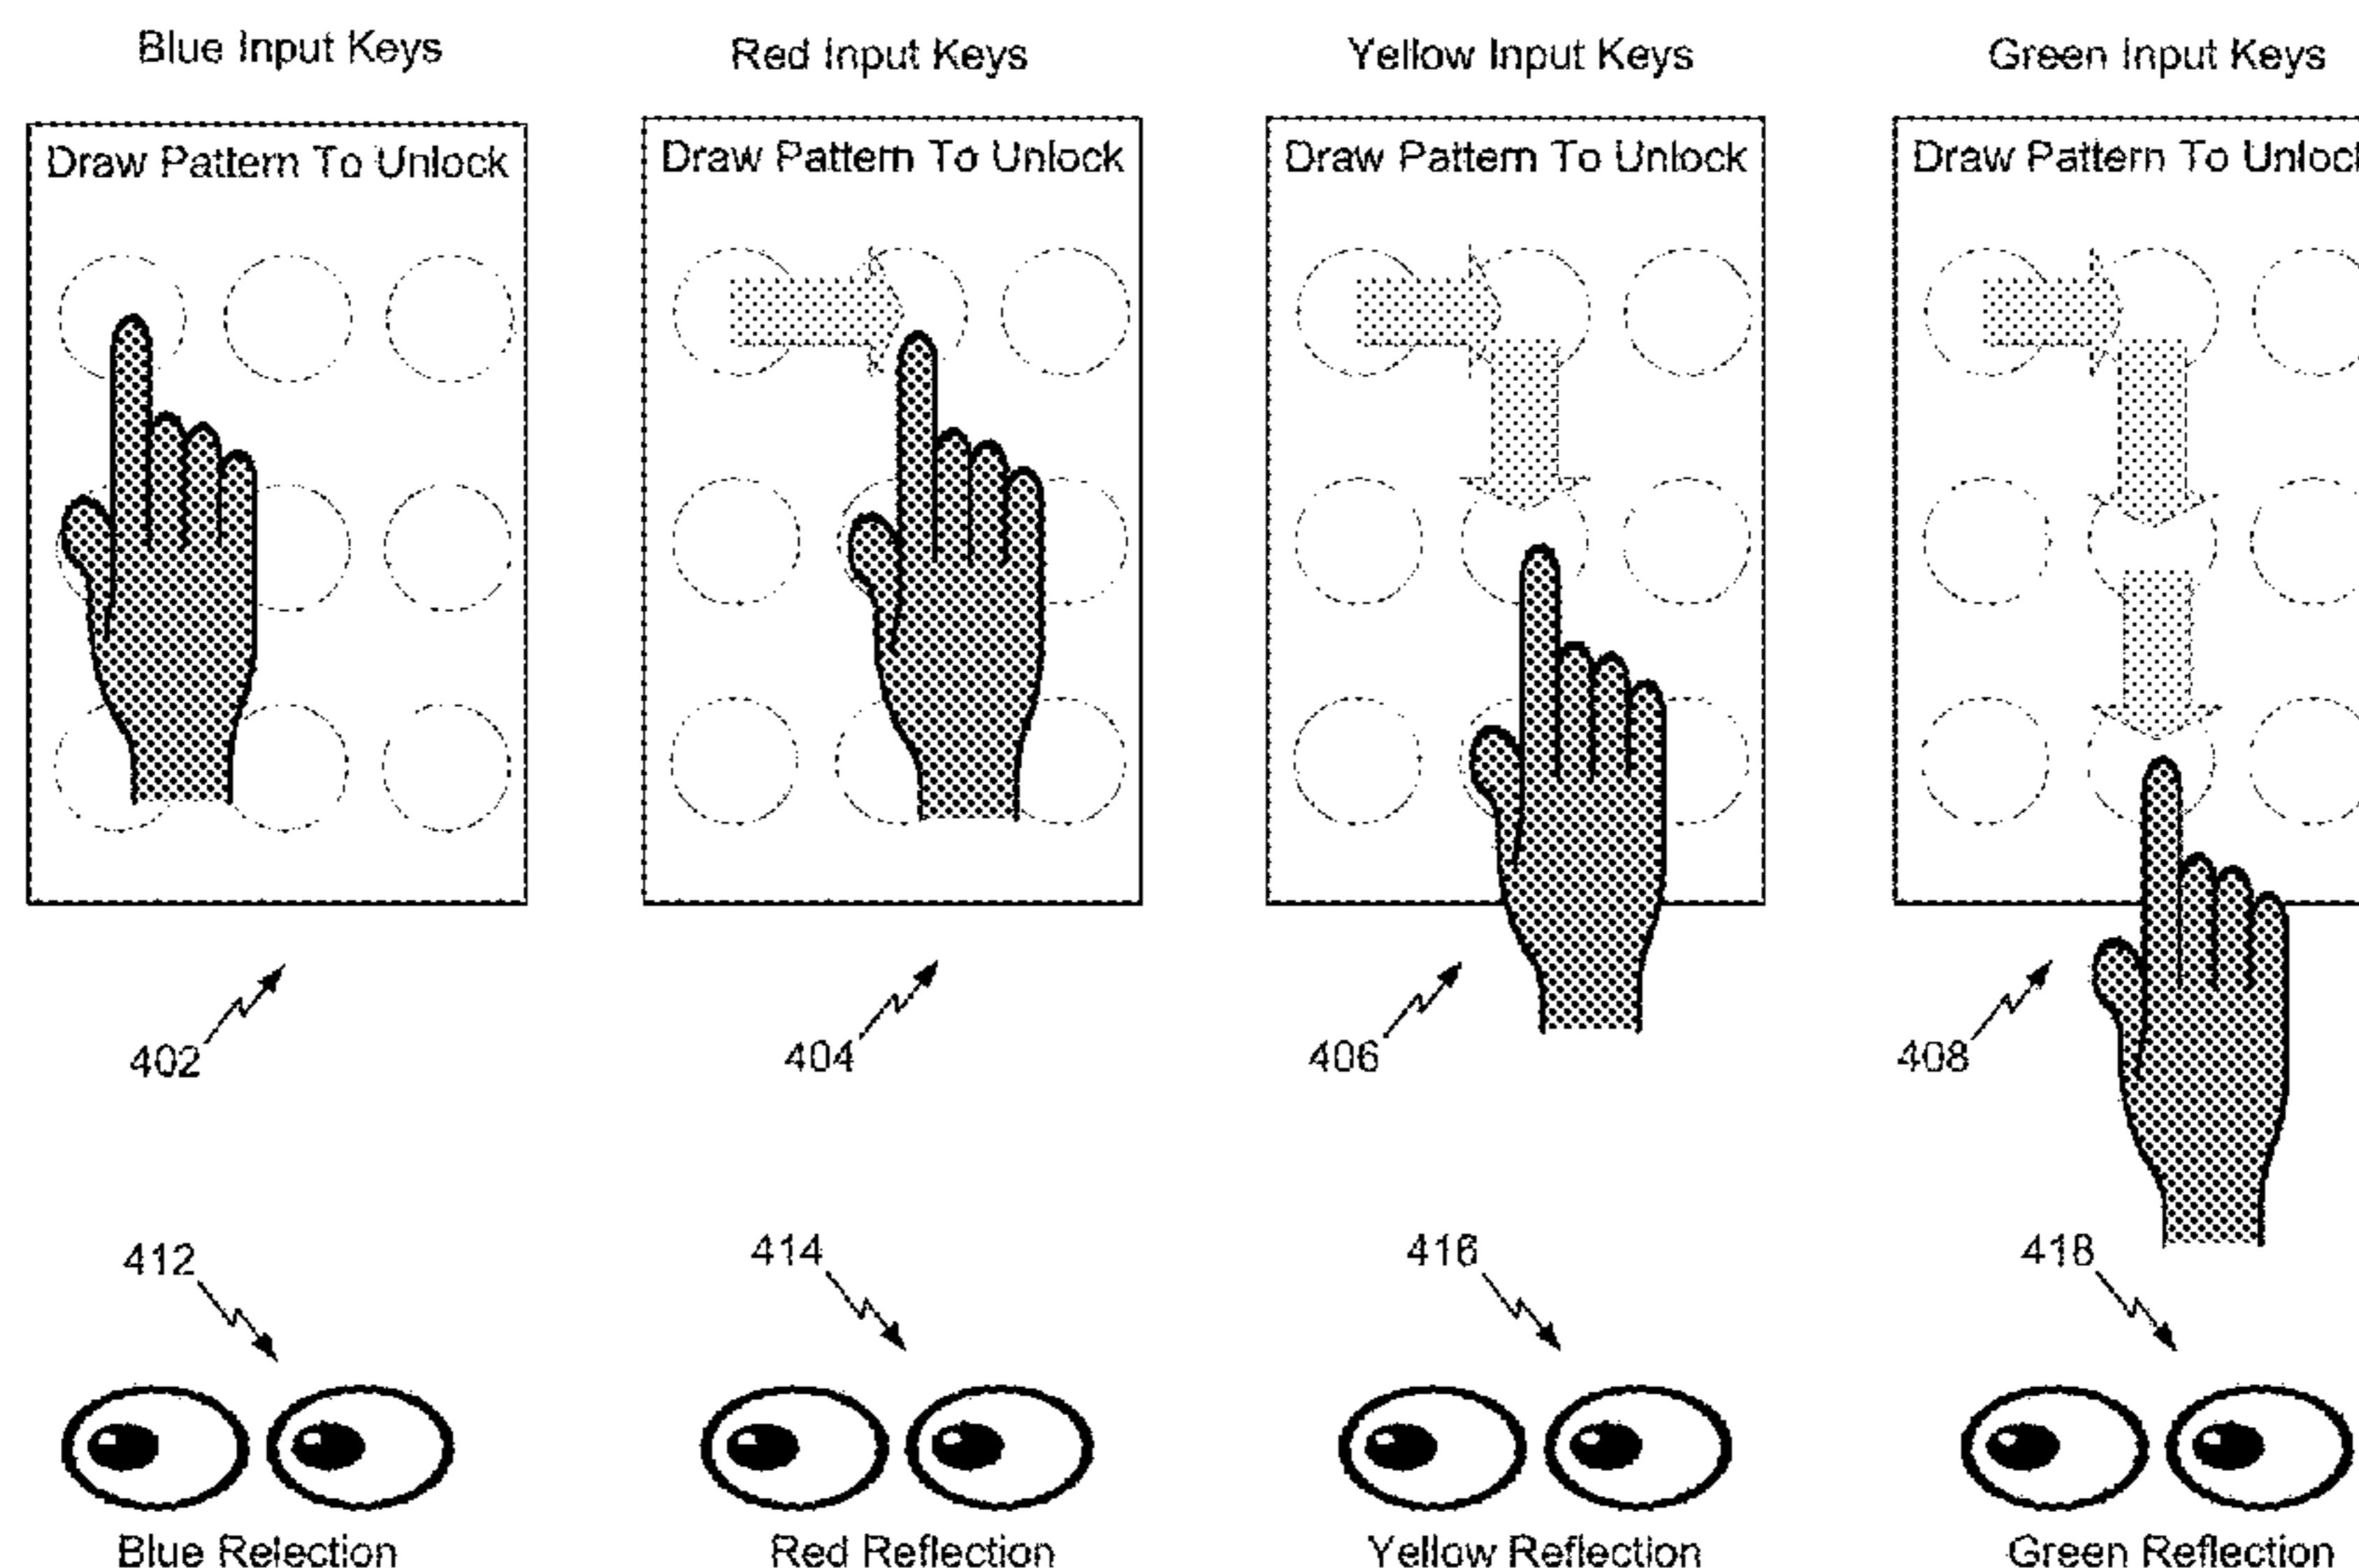 Blue Input Keys
Red Input Keys
Yellow Input Keys
Green Input Keys
Draw Pattern To Unlock
Draw Pattern To Unlock
Draw Pattern To Unlock
Draw Pattern To Unlock
402
404
406
408
412
414
416
418
Blue Relection
Red Reflection
Yellow Reflection
Green Reflection